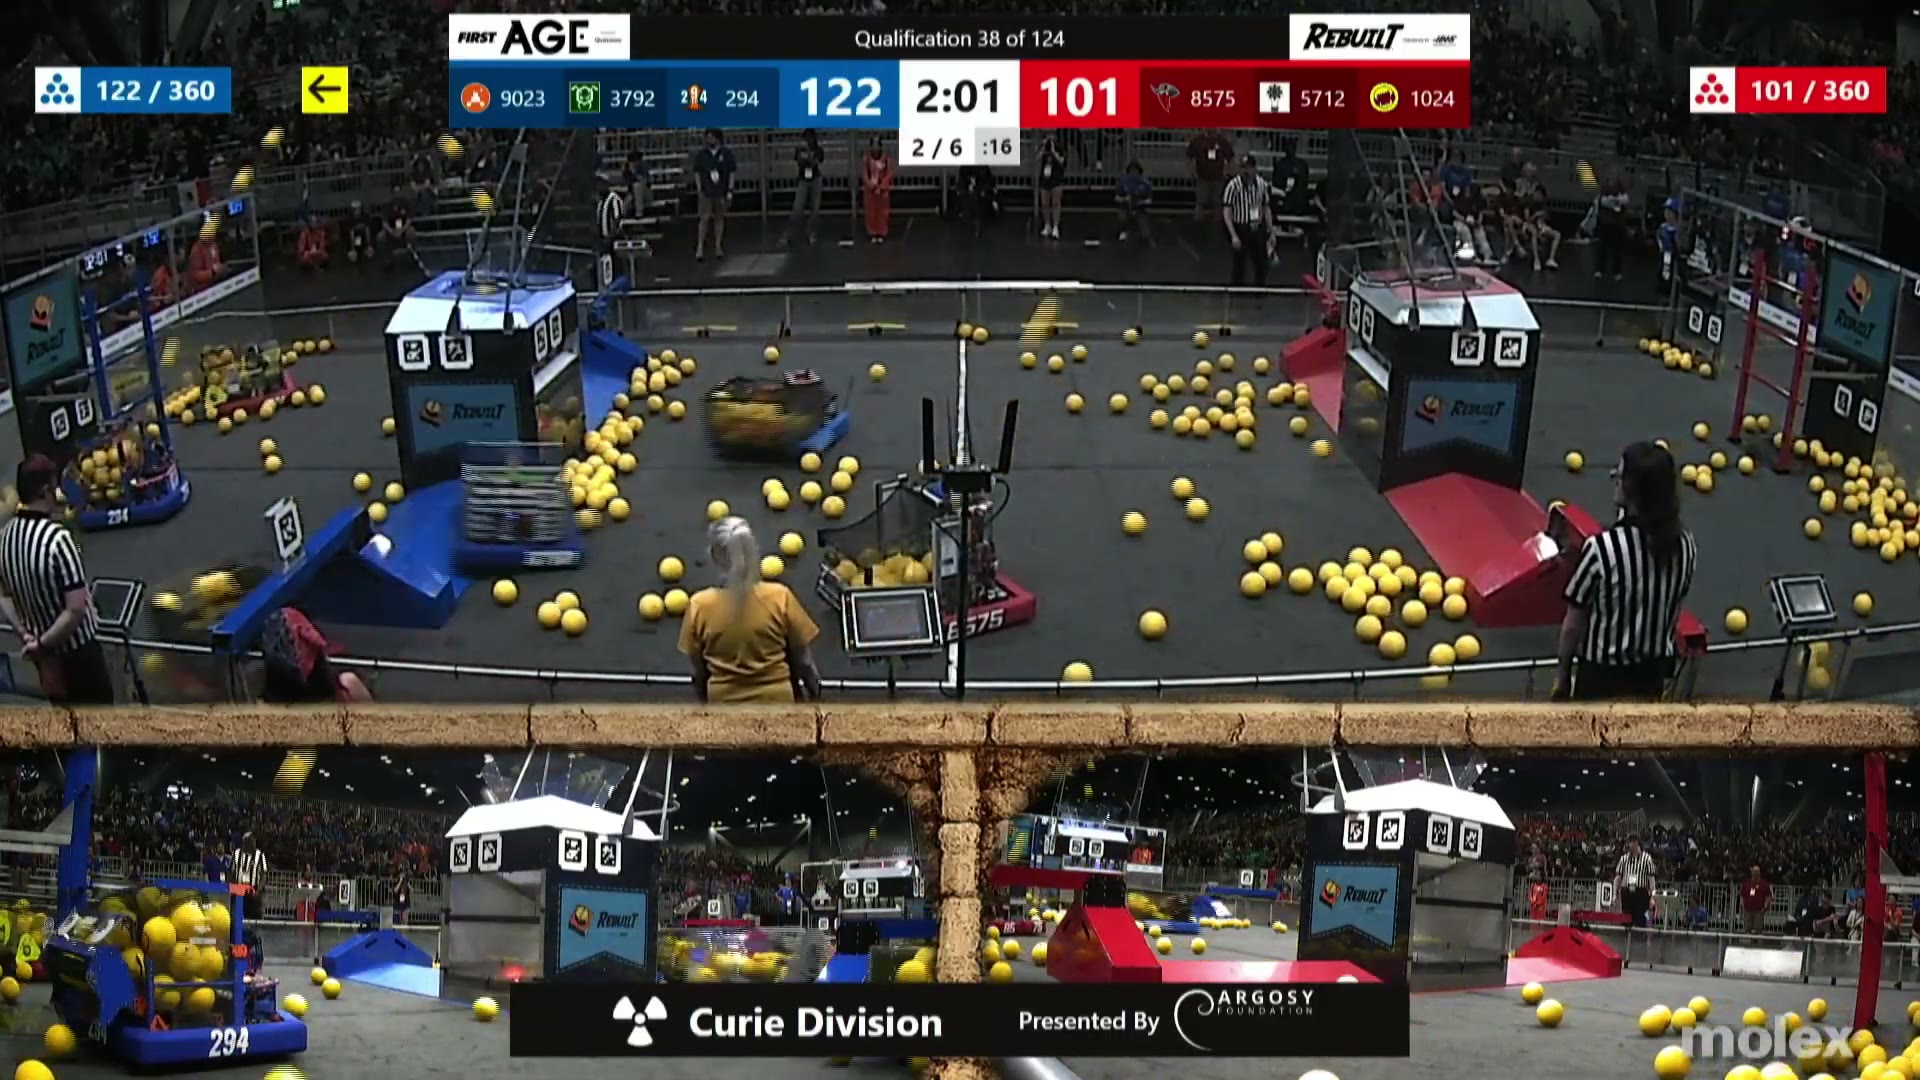 FIRST AGE
Qualification 38 of 124
REBUILT
122 / 360
9023
3792
294
122
2:01
101
8575
5712
1024
101 / 360
2 / 6 :16
REBUILT
REBUILT
REBUILT
REBUILT
294
8575
REBUILT
REBUILT
294
Curie Division
Presented By
ARGOSY
FOUNDATION
molex